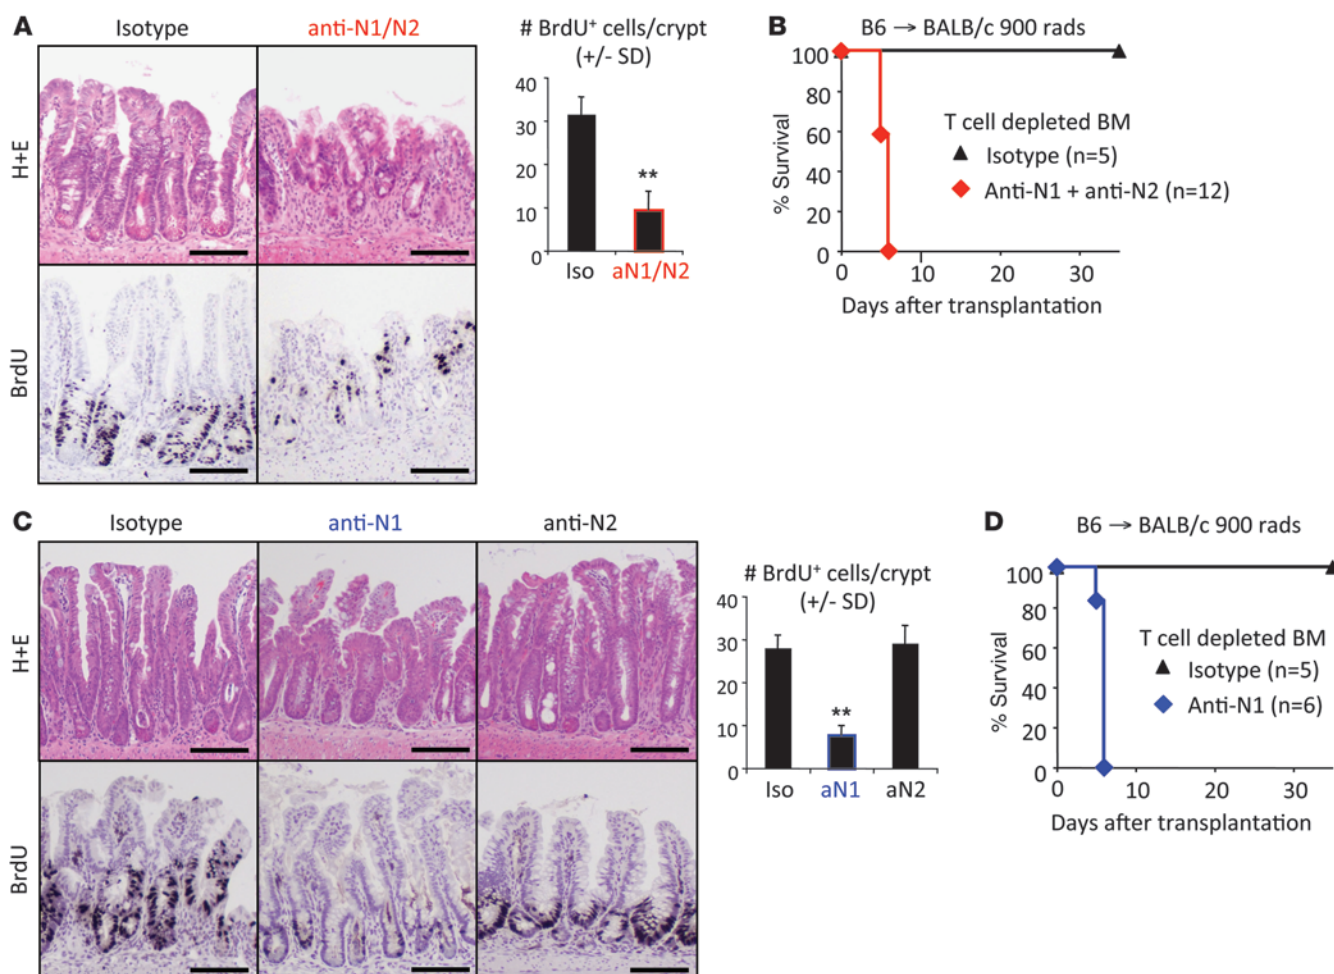 A
Isotype
anti-N1/N2
H+E
BrdU
# BrdU⁺ cells/crypt
(+/- SD)
40
30
20
10
0
**
Iso
aN1/N2
B
B6 → BALB/c 900 rads
100
80
60
40
20
0
% Survival
T cell depleted BM
Isotype (n=5)
Anti-N1 + anti-N2 (n=12)
0
10
20
30
Days after transplantation
C
Isotype
anti-N1
anti-N2
H+E
BrdU
# BrdU⁺ cells/crypt
(+/- SD)
40
30
20
10
0
**
Iso
aN1
aN2
D
B6 → BALB/c 900 rads
100
80
60
40
20
0
% Survival
T cell depleted BM
Isotype (n=5)
Anti-N1 (n=6)
0
10
20
30
Days after transplantation